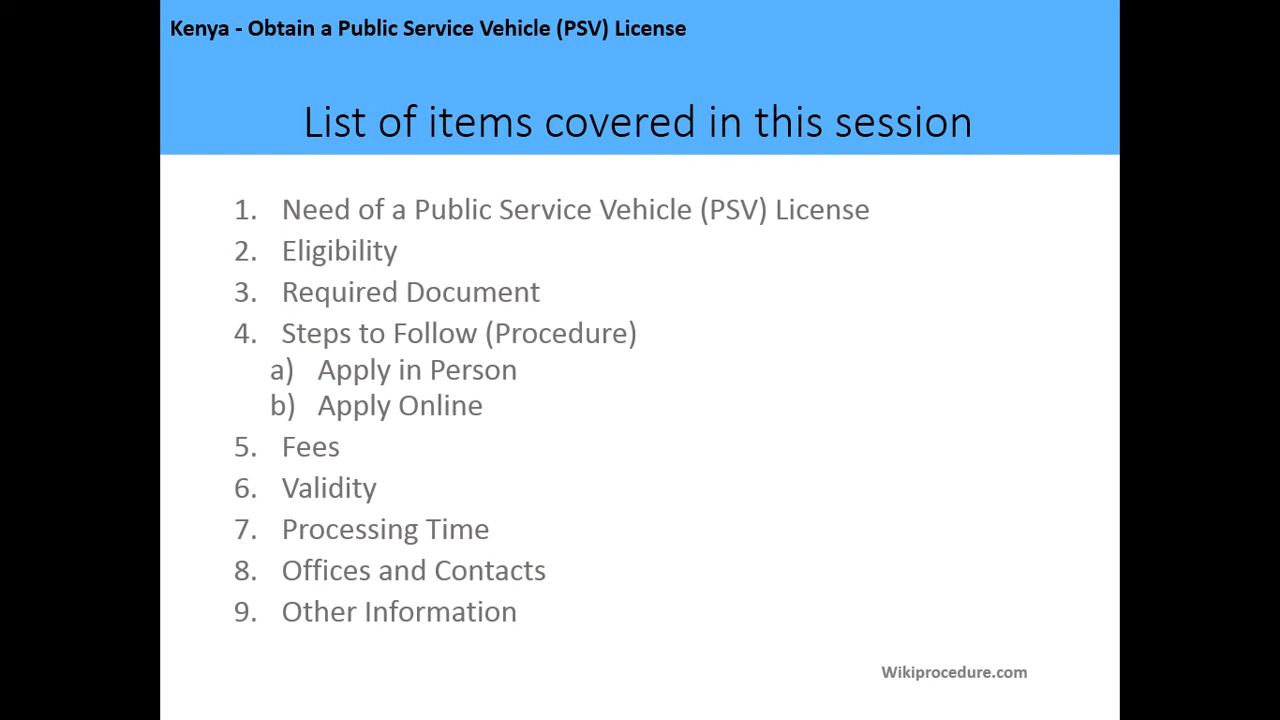 Kenya - Obtain a Public Service Vehicle (PSV) License
List of items covered in this session
1. Need of a Public Service Vehicle (PSV) License
2. Eligibility
3. Required Document
4. Steps to Follow (Procedure)
a) Apply in Person
b) Apply Online
5. Fees
6. Validity
7. Processing Time
8. Offices and Contacts
9. Other Information
Wikiprocedure.com